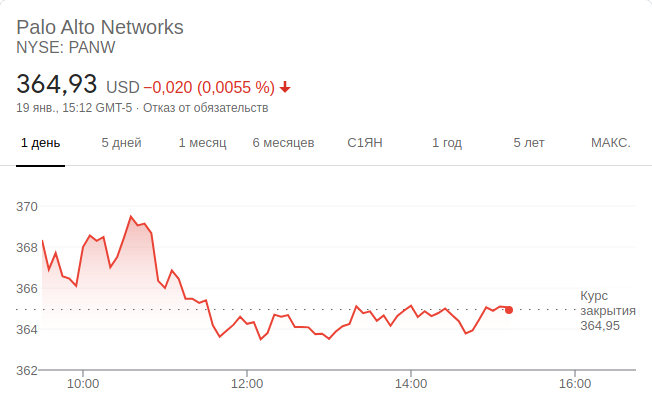 Palo Alto Networks
NYSE: PANW
364,93 USD −0,020 (0,0055 %)
19 янв., 15:12 GMT-5 · Отказ от обязательств
1 день 5 дней 1 месяц 6 месяцев С1ЯН 1 год 5 лет МАКС.
370
368
366
364
362
Курс
закрытия
364,95
10:00 12:00 14:00 16:00